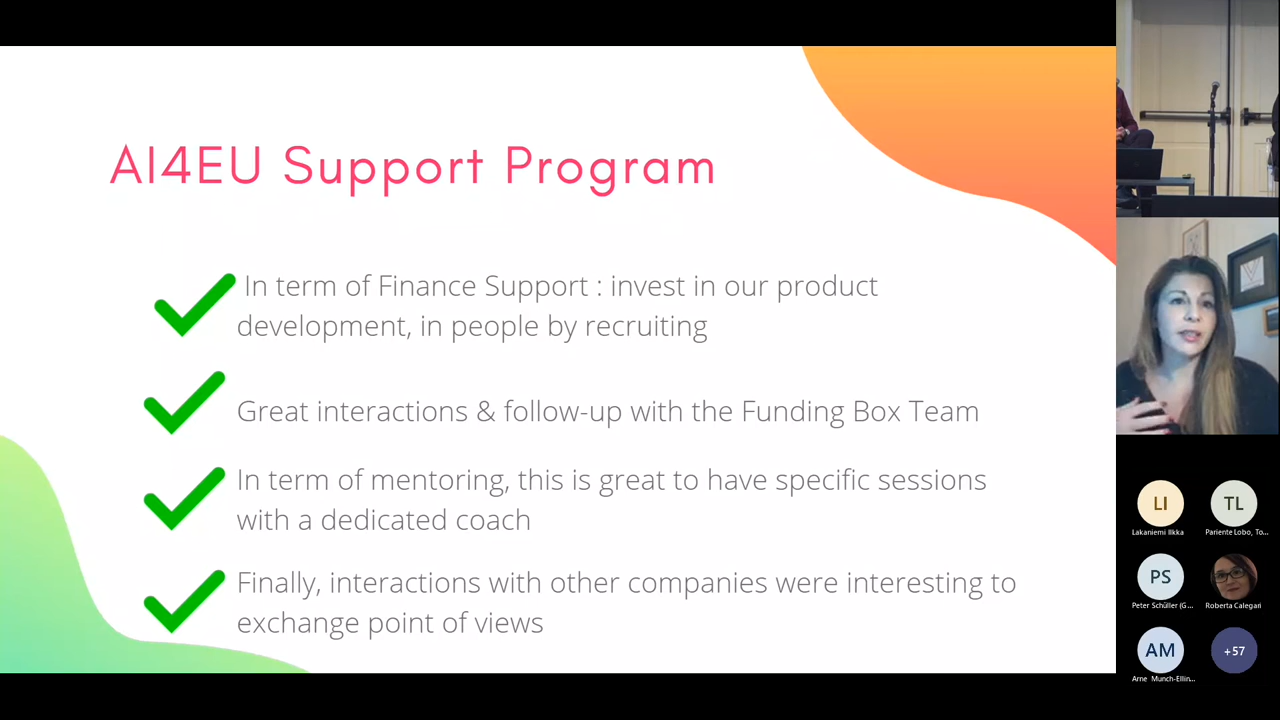 AI4EU Support Program
In term of Finance Support : invest in our product
development, in people by recruiting
Great interactions & follow-up with the Funding Box Team
In term of mentoring, this is great to have specific sessions
with a dedicated coach
Finally, interactions with other companies were interesting to
exchange point of views
LI
TL
Lakaniemi Ilkka
Pariente Lobo, To...
PS
Peter Schüller (G...
Roberta Calegari
AM
+57
Arne Munch-Ellin...